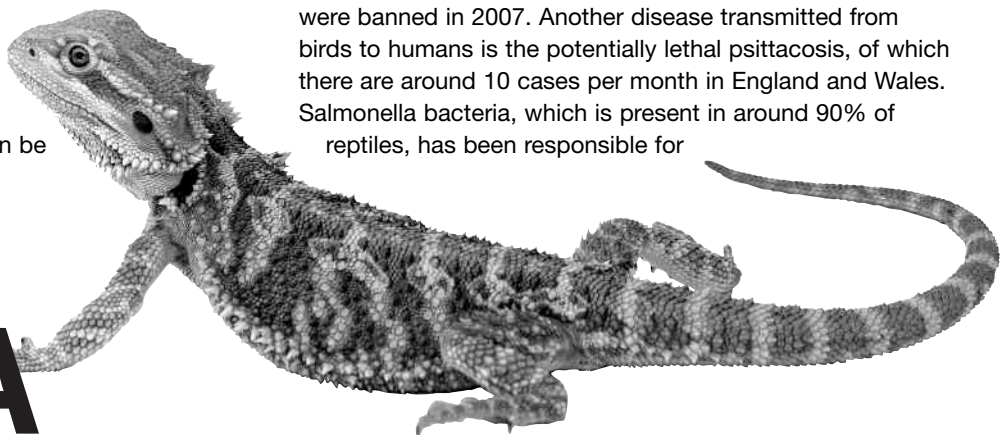 were banned in 2007. Another disease transmitted from
birds to humans is the potentially lethal psittacosis, of which
there are around 10 cases per month in England and Wales.
Salmonella bacteria, which is present in around 90% of
reptiles, has been responsible for
n be
A